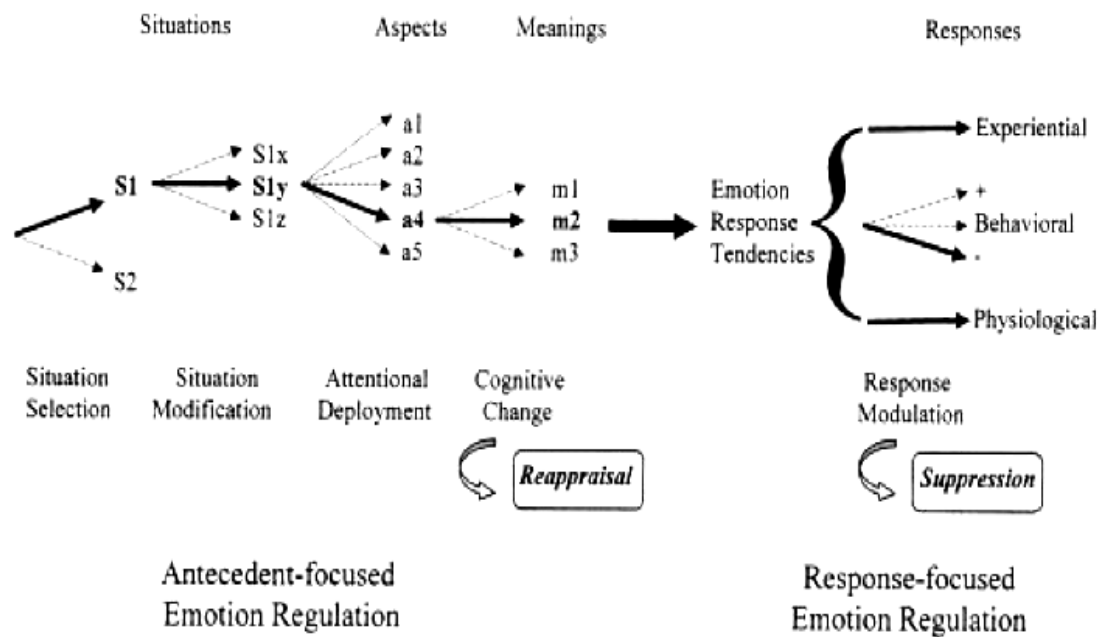 Situations Aspects Meanings Responses
a1
Experiential
S1x a2
m1 Emotion +
S1 S1y a3
Response Behavioral
S1z a4 m2
Tendencies -
a5 m3
S2
Physiological
Situation Situation Attentional Cognitive Response
Selection Modification Deployment Change Modulation
Reappraisal Suppression
Antecedent-focused Response-focused
Emotion Regulation Emotion Regulation